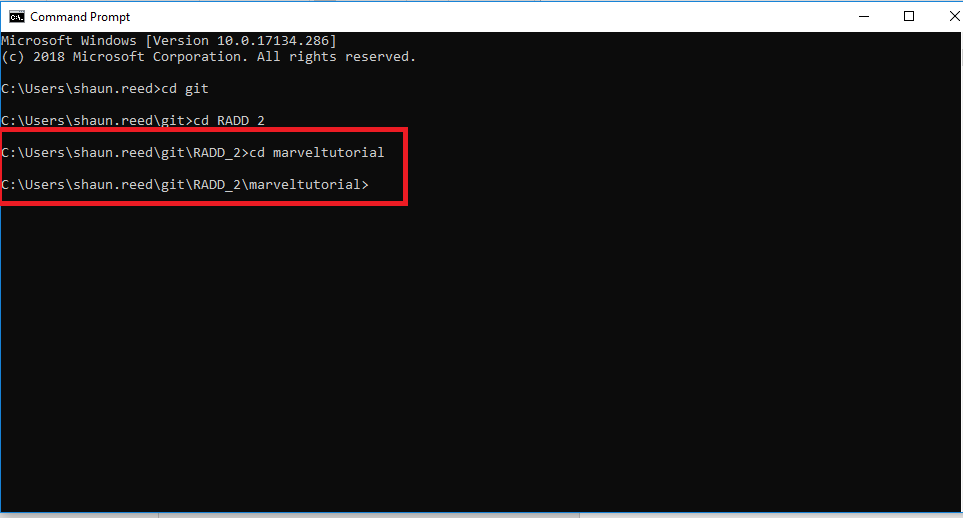 Command Prompt
Microsoft Windows [Version 10.0.17134.286]
(c) 2018 Microsoft Corporation. All rights reserved.
C:\Users\shaun.reed>cd git
C:\Users\shaun.reed\git>cd RADD_2
C:\Users\shaun.reed\git\RADD_2>cd marveltutorial
C:\Users\shaun.reed\git\RADD_2\marveltutorial>